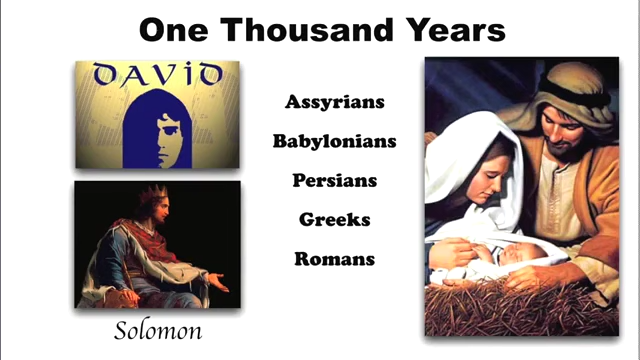 One Thousand Years
DAViD
Assyrians
Babylonians
Persians
Greeks
Romans
Solomon